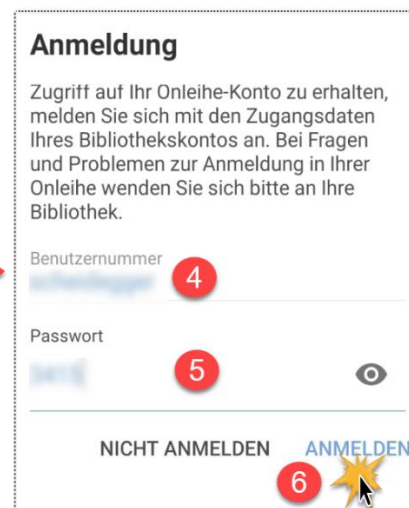 Anmeldung
Zugriff auf Ihr Onleihe-Konto zu erhalten,
melden Sie sich mit den Zugangsdaten
Ihres Bibliothekskontos an. Bei Fragen
und Problemen zur Anmeldung in Ihrer
Onleihe wenden Sie sich bitte an Ihre
Bibliothek.
Benutzernummer
4
Passwort
5
NICHT ANMELDEN ANMELDEN
6